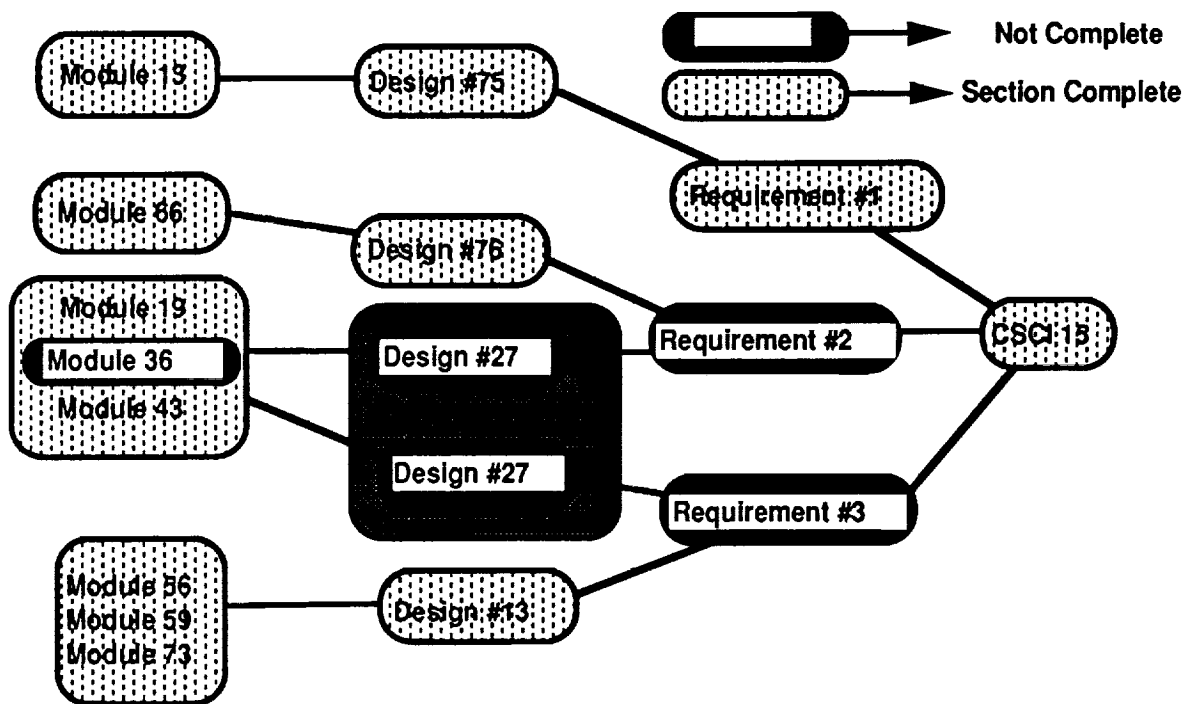 Not Complete
Section Complete
Module 13
Design #75
Requirement #1
Module 66
Design #76
Module 19
Module 36
Module 43
Design #27
Requirement #2
CSCI 15
Design #27
Requirement #3
Module 56
Module 59
Module 73
Design #13